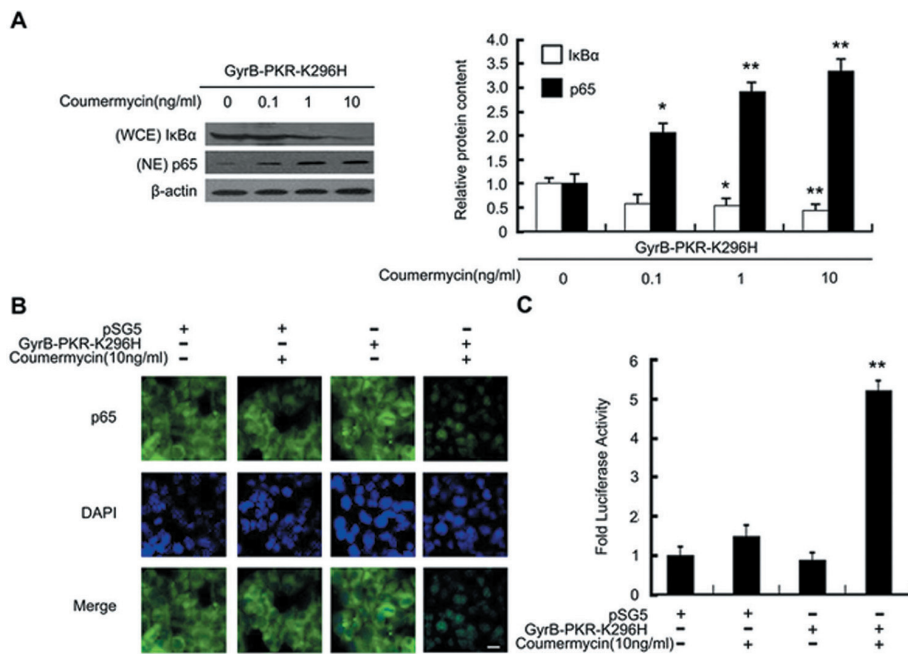 A
GyrB-PKR-K296H
Coumermycin(ng/ml) 0 0.1 1 10
(WCE) IκBα
(NE) p65
β-actin
Relative protein content
4.0
3.5
3.0
2.5
2.0
1.5
1.0
0.5
0
IκBα
p65
* * ** ** **
GyrB-PKR-K296H
Coumermycin(ng/ml) 0 0.1 1 10
B
pSG5 + + - -
GyrB-PKR-K296H - - + +
Coumermycin(10ng/ml) - + - +
p65
DAPI
Merge
C
Fold Luciferase Activity
6
5
4
3
2
1
0
**
pSG5 + + - -
GyrB-PKR-K296H - - + +
Coumermycin(10ng/ml) - + - +